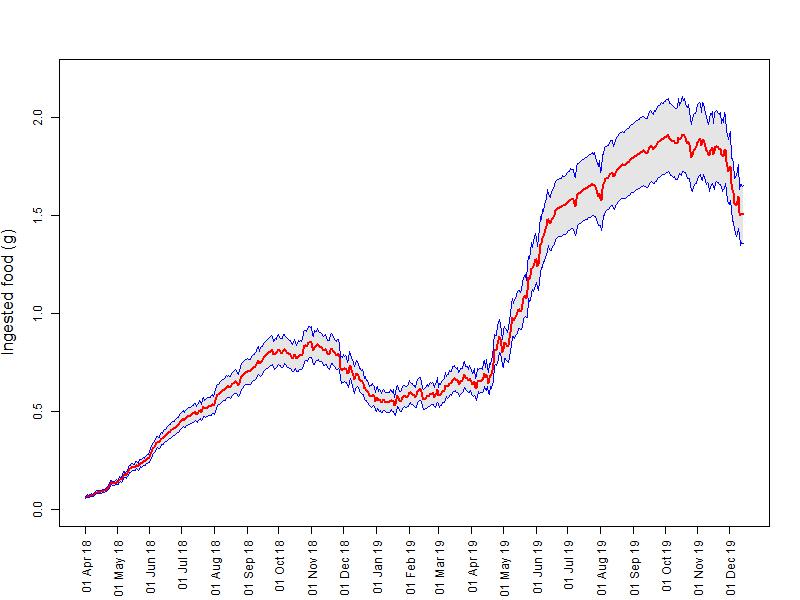 Ingested food (g)
2.0
1.5
1.0
0.5
0.0
01 Apr 18
01 May 18
01 Jun 18
01 Jul 18
01 Aug 18
01 Sep 18
01 Oct 18
01 Nov 18
01 Dec 18
01 Jan 19
01 Feb 19
01 Mar 19
01 Apr 19
01 May 19
01 Jun 19
01 Jul 19
01 Aug 19
01 Sep 19
01 Oct 19
01 Nov 19
01 Dec 19